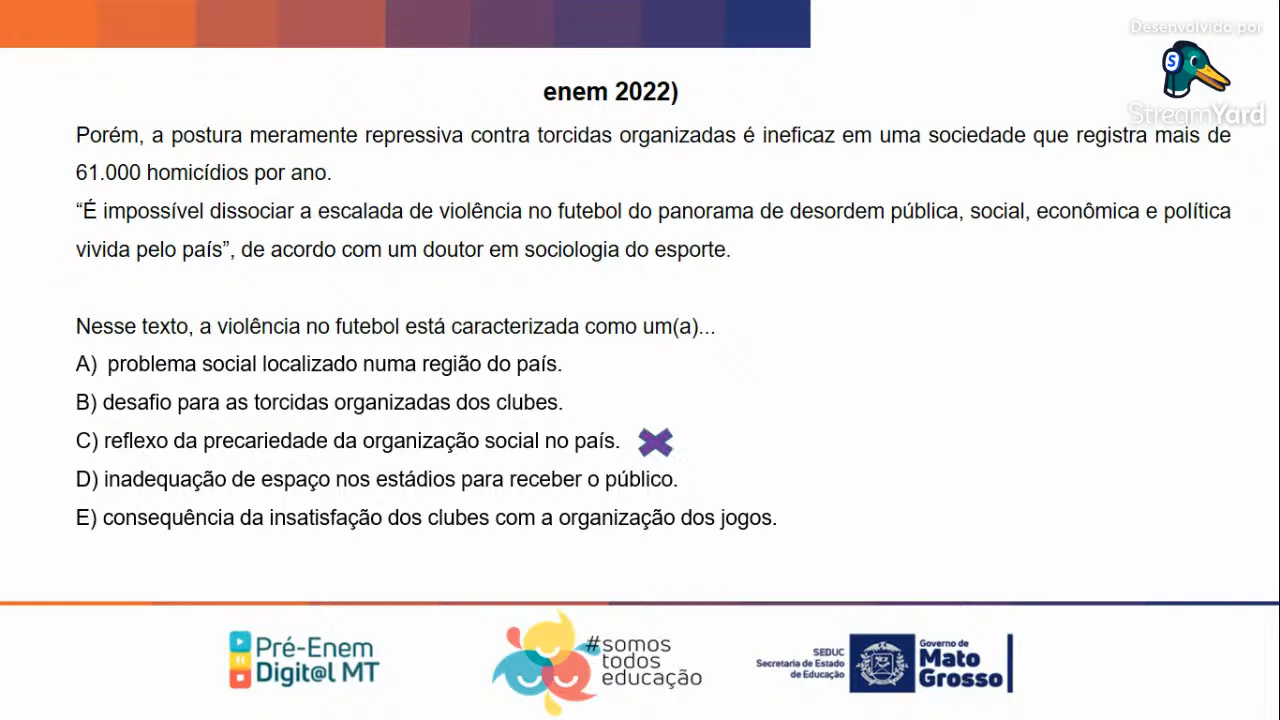 Desenvolvido por
S
StreamYard
enem 2022)
Porém, a postura meramente repressiva contra torcidas organizadas é ineficaz em uma sociedade que registra mais de
61.000 homicídios por ano.
“É impossível dissociar a escalada de violência no futebol do panorama de desordem pública, social, econômica e política
vivida pelo país”, de acordo com um doutor em sociologia do esporte.
Nesse texto, a violência no futebol está caracterizada como um(a)...
A) problema social localizado numa região do país.
B) desafio para as torcidas organizadas dos clubes.
C) reflexo da precariedade da organização social no país.
D) inadequação de espaço nos estádios para receber o público.
E) consequência da insatisfação dos clubes com a organização dos jogos.
Pré-Enem
Digit@l MT
#somos
todos
educação
SEDUC
Secretaria de Estado
de Educação
Governo de
Mato
Grosso